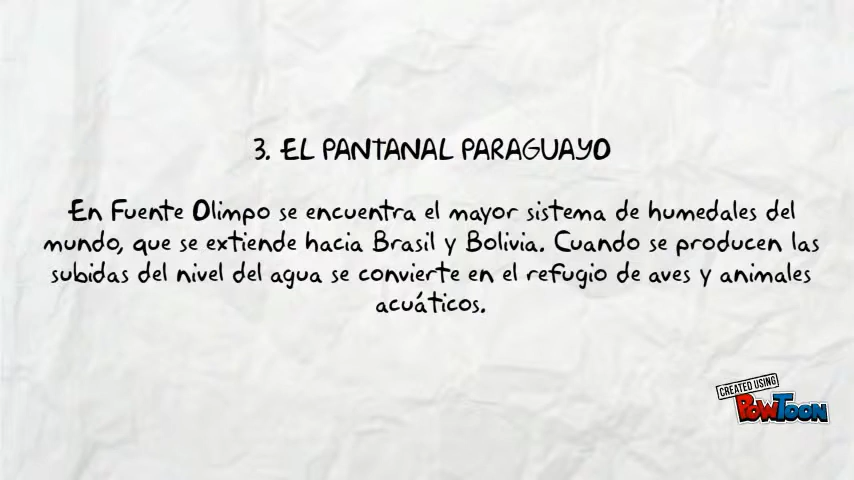 3. EL PANTANAL PARAGUAYO
En Fuente Olimpo se encuentra el mayor sistema de humedales del
mundo, que se extiende hacia Brasil y Bolivia. Cuando se producen las
subidas del nivel del agua se convierte en el refugio de aves y animales
acuáticos.
CREATED USING
POWTOON